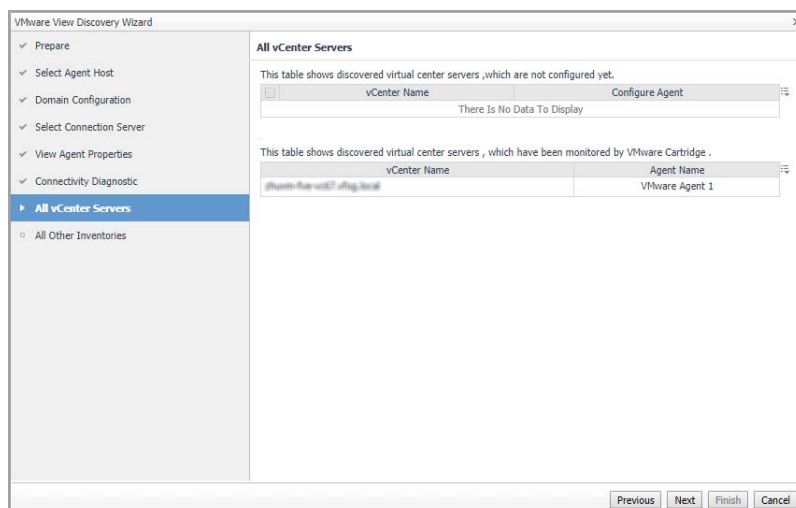 VMware View Discovery Wizard
Prepare
Select Agent Host
Domain Configuration
Select Connection Server
View Agent Properties
Connectivity Diagnostic
All vCenter Servers
All Other Inventories
All vCenter Servers
This table shows discovered virtual center servers ,which are not configured yet.
vCenter Name Configure Agent
There Is No Data To Display
This table shows discovered virtual center servers , which have been monitored by VMware Cartridge .
vCenter Name Agent Name
VMware Agent 1
Previous Next Finish Cancel